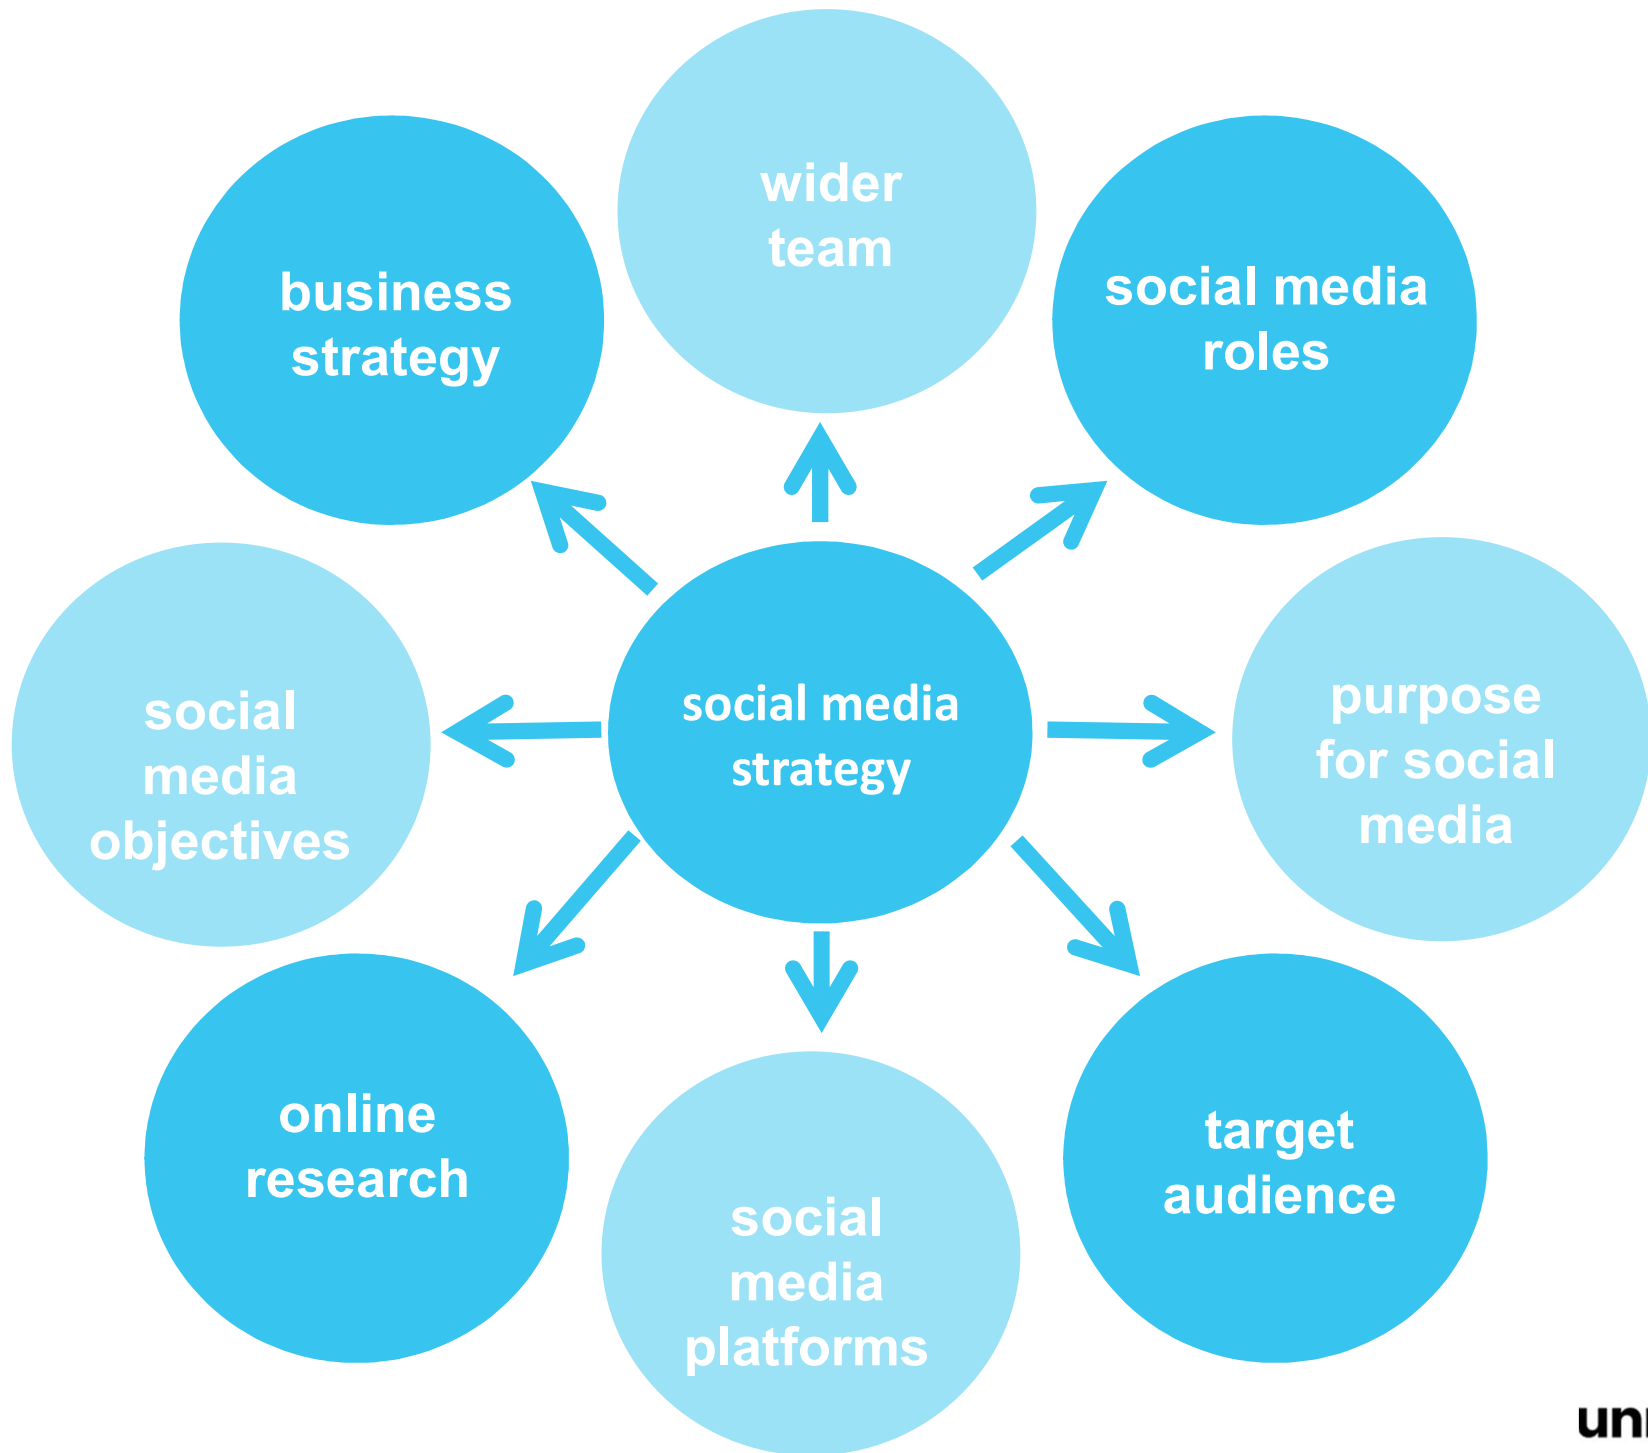 wider
team
business
strategy
social media
roles
social media
strategy
social
media
objectives
purpose
for social
media
online
research
target
audience
social
media
platforms